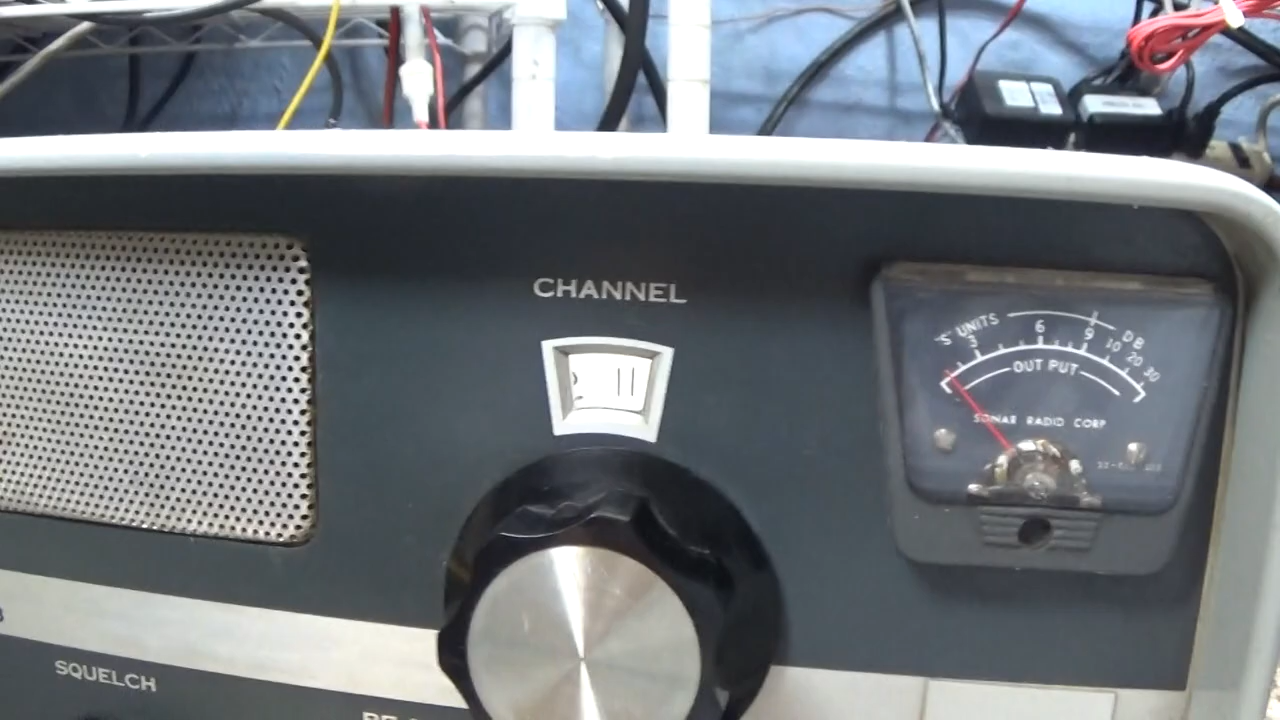 CHANNEL
11
'S' UNITS
3
6
9
DB
10
20
30
OUT PUT
SONAR RADIO CORP
SQUELCH